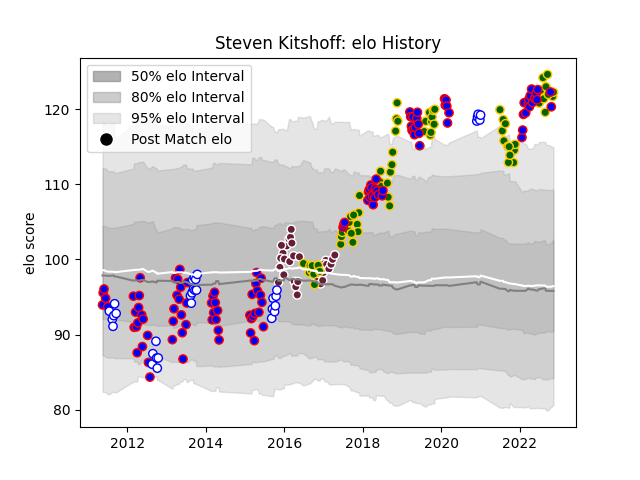 Steven Kitshoff: elo History
50% elo Interval
80% elo Interval
95% elo Interval
Post Match elo
elo score
120
110
100
90
80
2012 2014 2016 2018 2020 2022